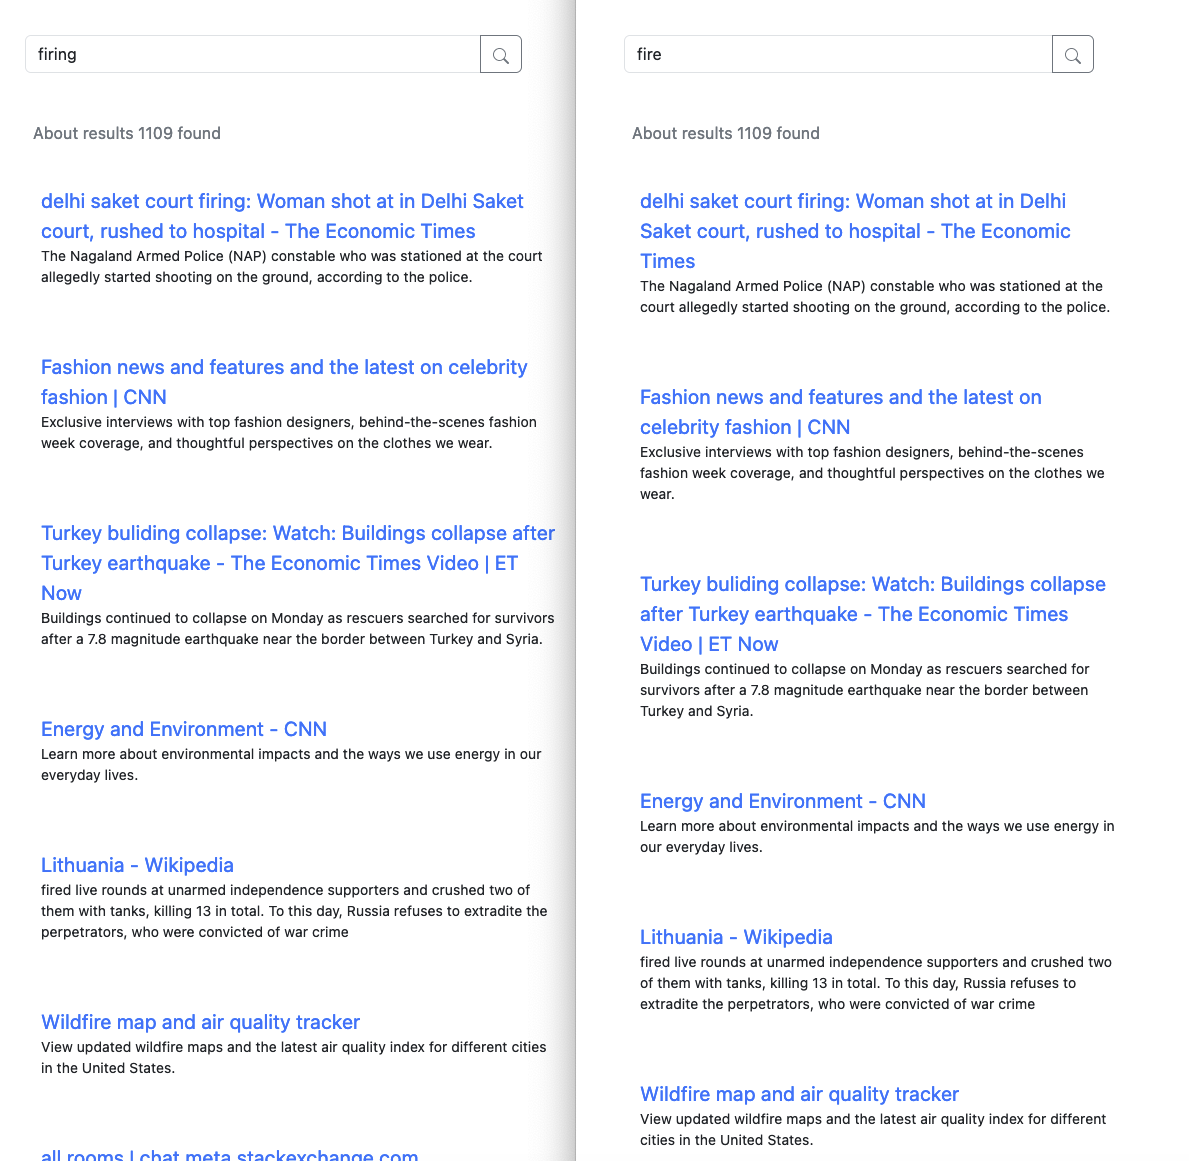 firing
About results 1109 found
delhi saket court firing: Woman shot at in Delhi Saket
court, rushed to hospital - The Economic Times
The Nagaland Armed Police (NAP) constable who was stationed at the court
allegedly started shooting on the ground, according to the police.
Fashion news and features and the latest on celebrity
fashion | CNN
Exclusive interviews with top fashion designers, behind-the-scenes fashion
week coverage, and thoughtful perspectives on the clothes we wear.
Turkey buliding collapse: Watch: Buildings collapse after
Turkey earthquake - The Economic Times Video | ET
Now
Buildings continued to collapse on Monday as rescuers searched for survivors
after a 7.8 magnitude earthquake near the border between Turkey and Syria.
Energy and Environment - CNN
Learn more about environmental impacts and the ways we use energy in our
everyday lives.
Lithuania - Wikipedia
fired live rounds at unarmed independence supporters and crushed two of
them with tanks, killing 13 in total. To this day, Russia refuses to extradite the
perpetrators, who were convicted of war crime
Wildfire map and air quality tracker
View updated wildfire maps and the latest air quality index for different cities
in the United States.
all rooms | chat.meta.stackexchange.com
fire
About results 1109 found
delhi saket court firing: Woman shot at in Delhi
Saket court, rushed to hospital - The Economic
Times
The Nagaland Armed Police (NAP) constable who was stationed at the
court allegedly started shooting on the ground, according to the police.
Fashion news and features and the latest on
celebrity fashion | CNN
Exclusive interviews with top fashion designers, behind-the-scenes
fashion week coverage, and thoughtful perspectives on the clothes we
wear.
Turkey buliding collapse: Watch: Buildings collapse
after Turkey earthquake - The Economic Times
Video | ET Now
Buildings continued to collapse on Monday as rescuers searched for
survivors after a 7.8 magnitude earthquake near the border between
Turkey and Syria.
Energy and Environment - CNN
Learn more about environmental impacts and the ways we use energy in
our everyday lives.
Lithuania - Wikipedia
fired live rounds at unarmed independence supporters and crushed two
of them with tanks, killing 13 in total. To this day, Russia refuses to
extradite the perpetrators, who were convicted of war crime
Wildfire map and air quality tracker
View updated wildfire maps and the latest air quality index for different
cities in the United States.